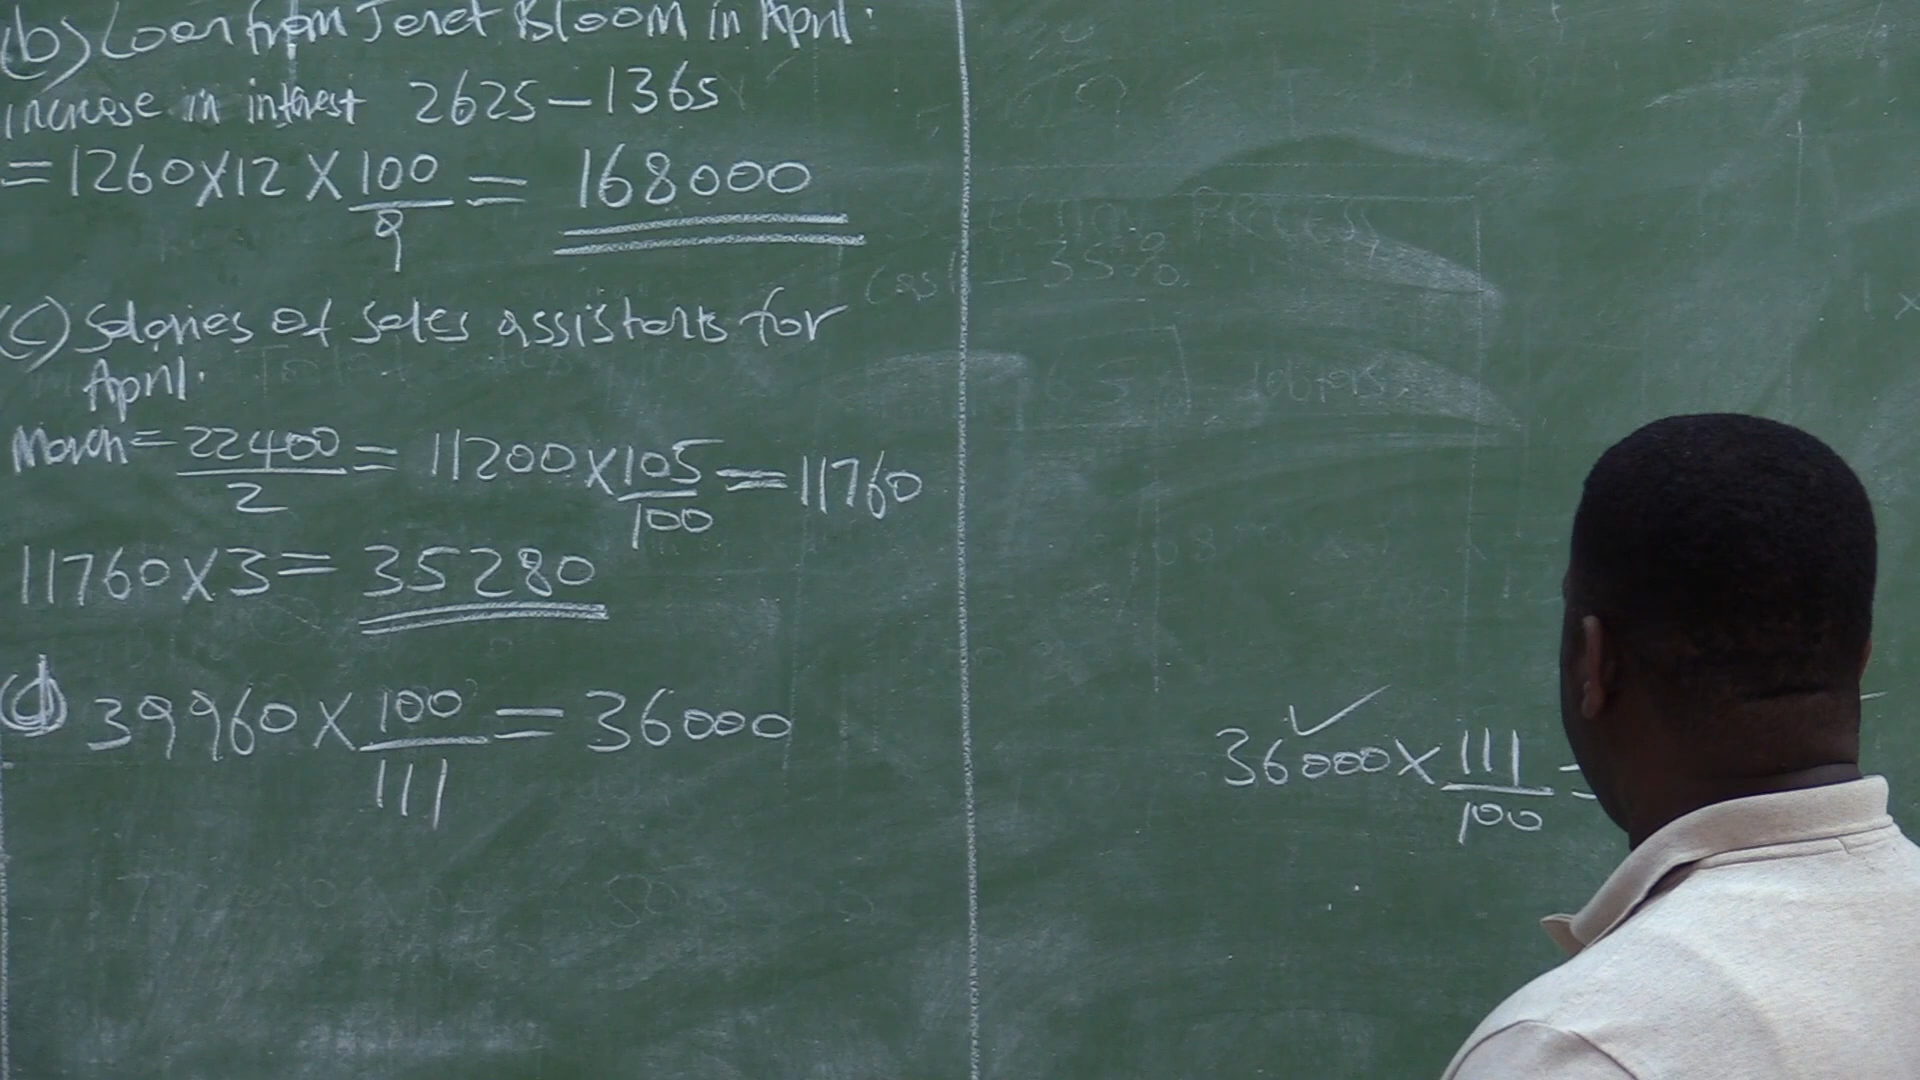 (b) Loan from Jenet Bloom in April.
increase in interest 2625 – 1365
= 1260 × 12 × 100/9 = 168000
(c) Salaries of sales assistants for
April.
March = 22400/2 = 11200 × 105/100 = 11760
11760 × 3 = 35280
(d) 39960 × 100/111 = 36000
36000 × 111/100 =
35%